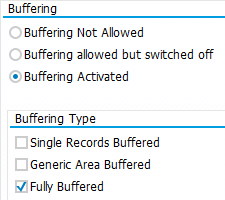 Buffering
Buffering Not Allowed
Buffering allowed but switched off
Buffering Activated
Buffering Type
Single Records Buffered
Generic Area Buffered
Fully Buffered